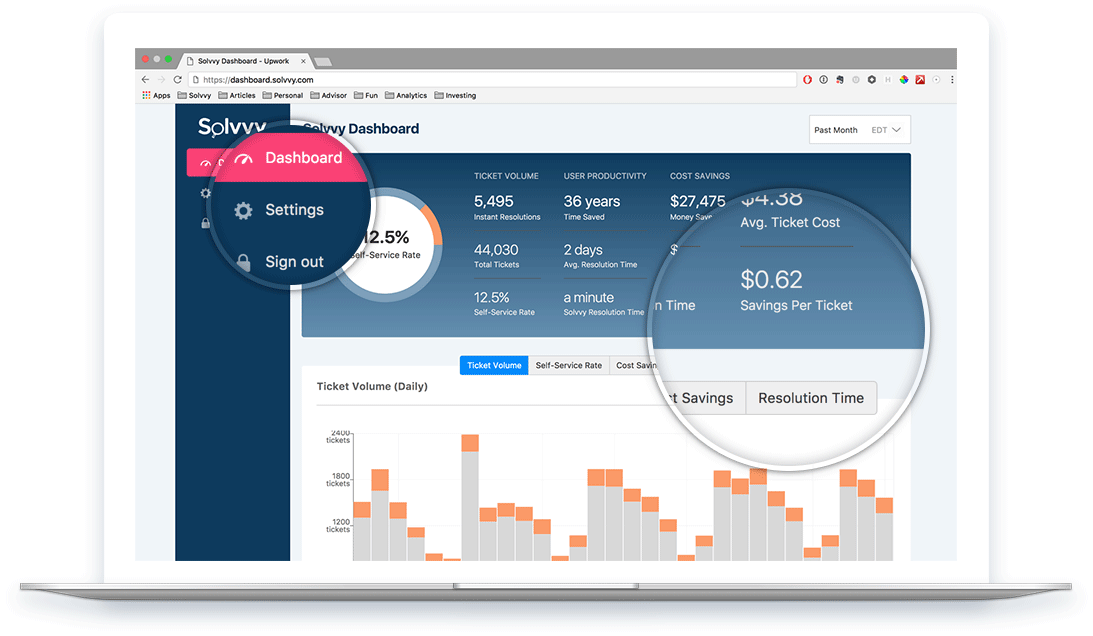 Solvvy Dashboard - Upwork
https://dashboard.solvvy.com
Apps Solvvy Articles Personal Advisor Fun Analytics Investing
Solvvy
Solvvy Dashboard
Past Month EDT
Dashboard
Settings
Sign out
12.5%
Self-Service Rate
TICKET VOLUME USER PRODUCTIVITY COST SAVINGS
5,495 36 years $27,475
Instant Resolutions Time Saved Money
44,030 2 days $
Total Tickets Avg. Resolution Time
12.5% a minute
Self-Service Rate Solvvy Resolution Time
$4.38
Avg. Ticket Cost
$0.62
n Time Savings Per Ticket
st Savings Resolution Time
Ticket Volume Self-Service Rate Cost Savin
Ticket Volume (Daily)
2400
tickets
1800
tickets
1200
tickets